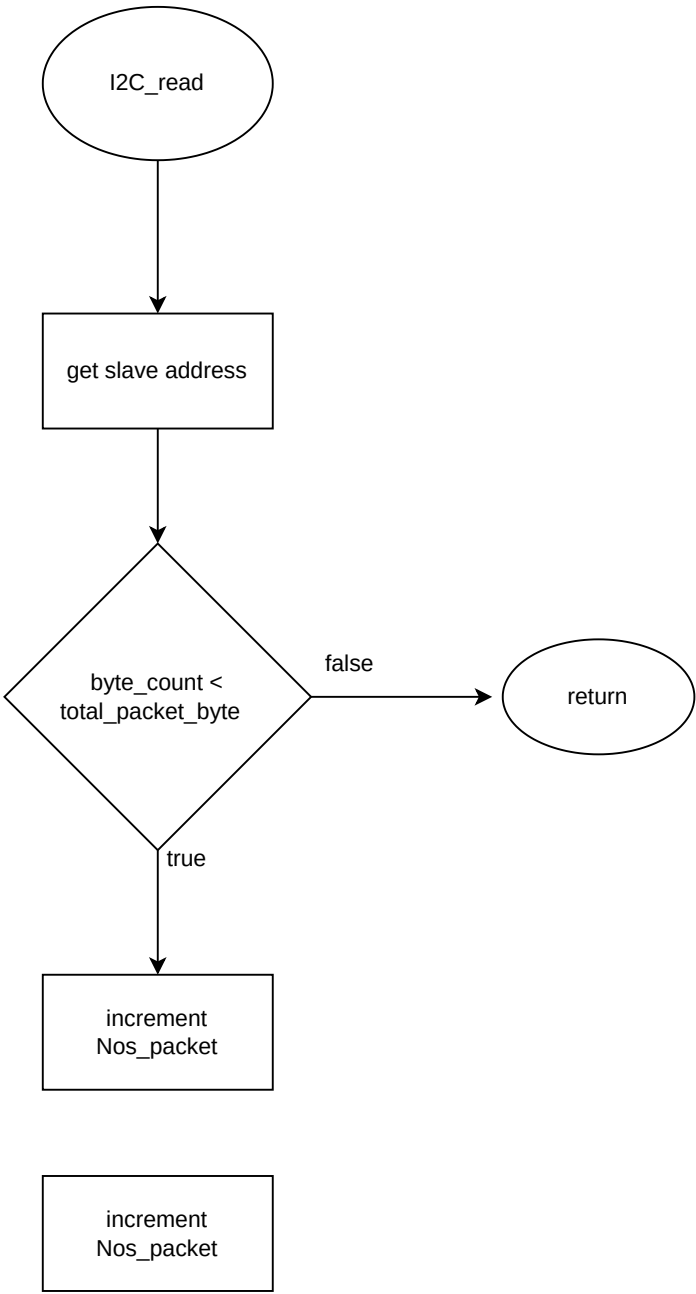 I2C_read
get slave address
byte_count <
total_packet_byte
false
return
true
increment
Nos_packet
increment
Nos_packet